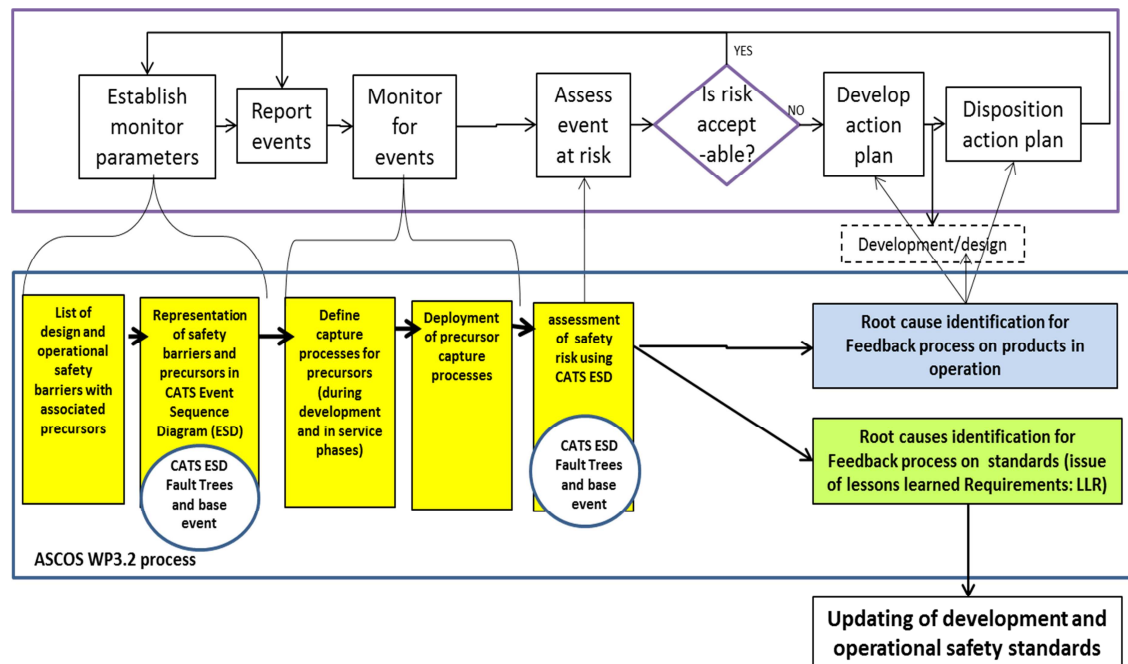 YES
Establish
monitor
parameters
Report
events
Monitor
for
events
Assess
event
at risk
Is risk
accept
-able?
NO
Develop
action
plan
Disposition
action plan
Development/design
List of
design and
operational
safety
barriers with
associated
precursors
Representation
of safety
barriers and
precursors in
CATS Event
Sequence
Diagram (ESD)
CATS ESD
Fault Trees
and base
event
Define
capture
processes for
precursors
(during
development
and in service
phases)
Deployment
of precursor
capture
processes
assessment
of safety
risk using
CATS ESD
CATS ESD
Fault Trees
and base
event
Root cause identification for
Feedback process on products in
operation
Root causes identification for
Feedback process on standards (issue
of lessons learned Requirements: LLR)
ASCOS WP3.2 process
Updating of development and
operational safety standards